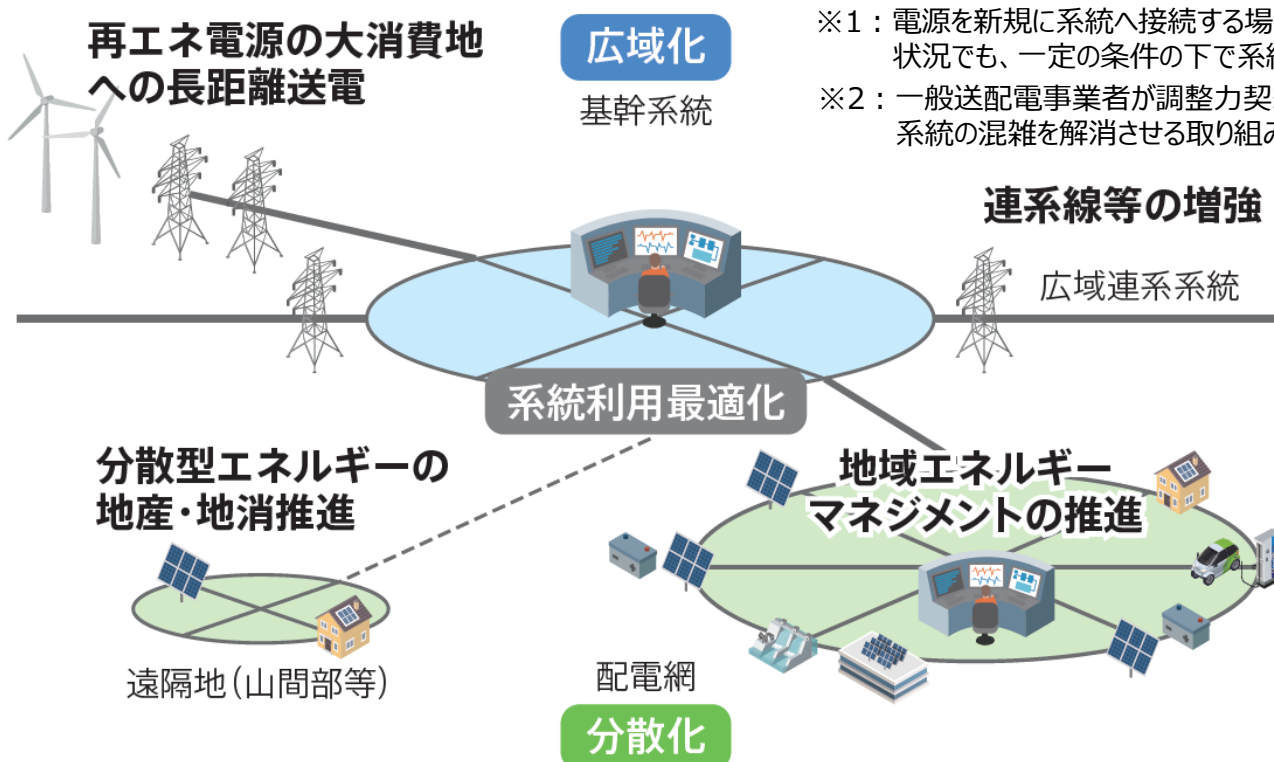 再エネ電源の大消費地
への長距離送電
広域化
基幹系統
※1：電源を新規に系統へ接続する場
状況でも、一定の条件の下で系統
※2：一般送配電事業者が調整力契
系統の混雑を解消させる取り組み
連系線等の増強
広域連系系統
系統利用最適化
分散型エネルギーの
地産・地消推進
地域エネルギー
マネジメントの推進
遠隔地(山間部等)
配電網
分散化